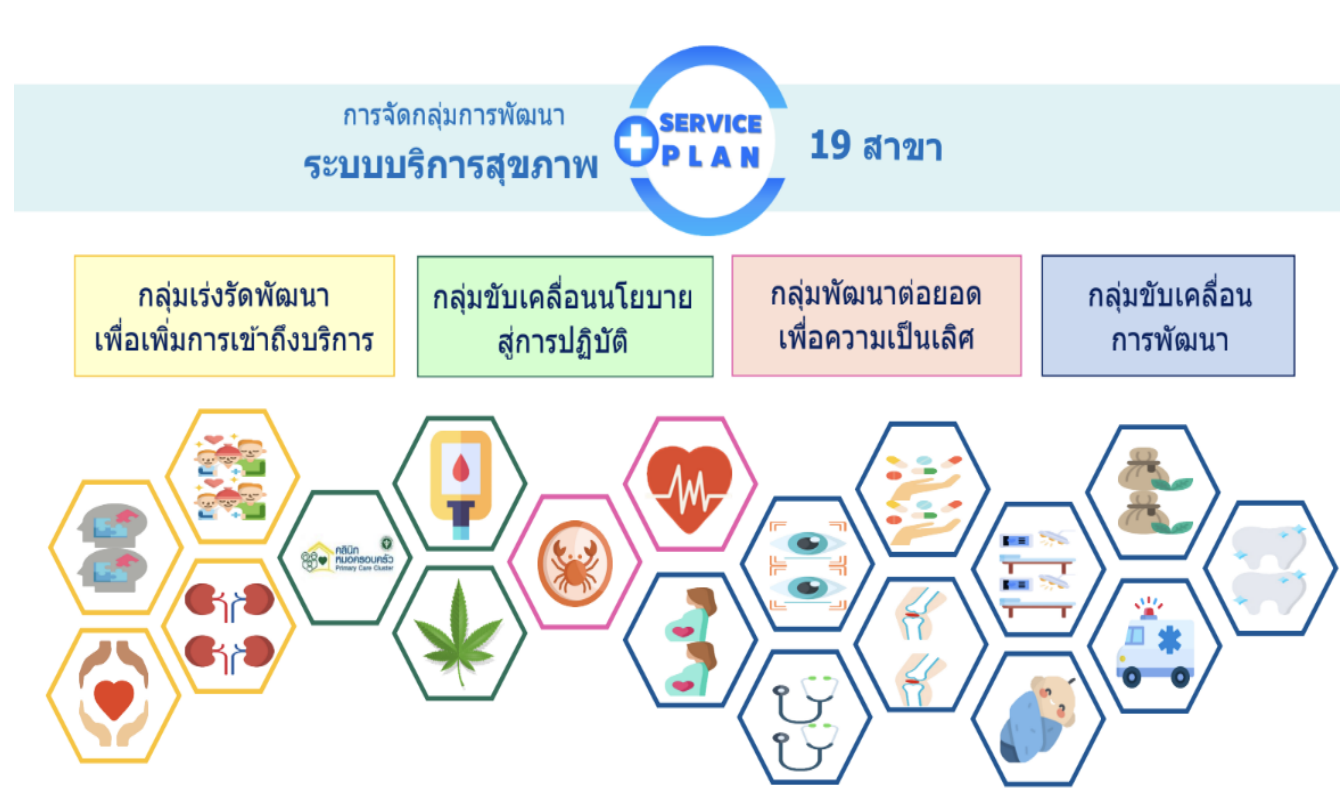 การจัดกลุ่มการพัฒนา
ระบบบริการสุขภาพ
SERVICE
PLAN
19 สาขา
กลุ่มเร่งรัดพัฒนา
เพื่อเพิ่มการเข้าถึงบริการ
กลุ่มขับเคลื่อนนโยบาย
สู่การปฏิบัติ
กลุ่มพัฒนาต่อยอด
เพื่อความเป็นเลิศ
กลุ่มขับเคลื่อน
การพัฒนา
คลินิก
หมอครอบครัว
Primary Care Cluster